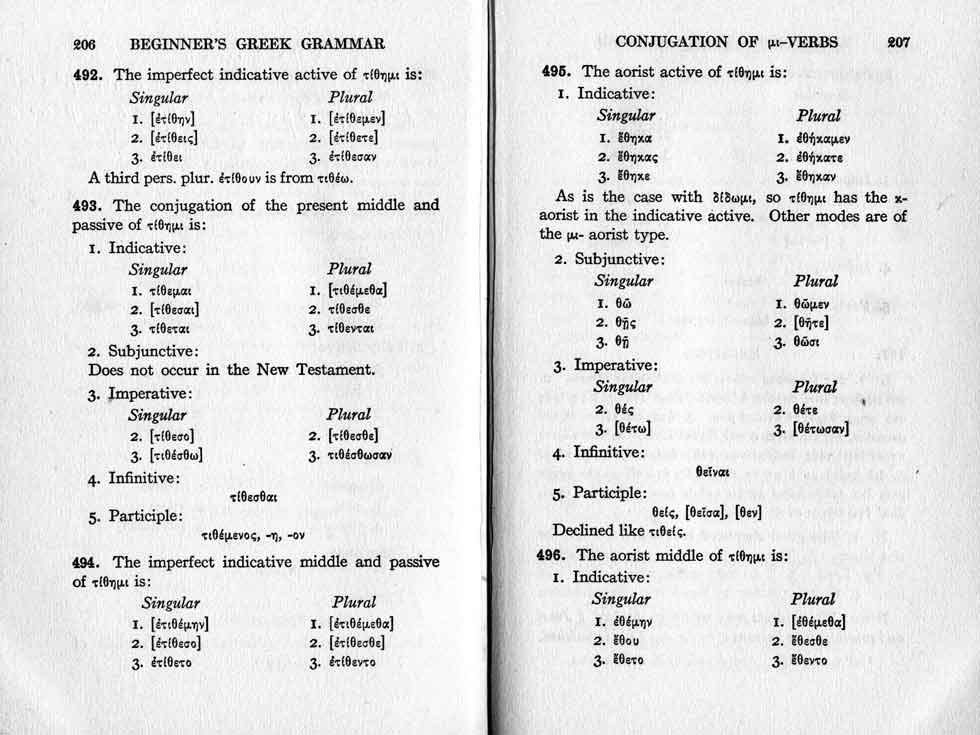 206 BEGINNER'S GREEK GRAMMAR
492. The imperfect indicative active of τίθημι is:
Singular Plural
1. [ἐτίθην] 1. [ἐτίθεμεν]
2. [ἐτίθεις] 2. [ἐτίθετε]
3. ἐτίθει 3. ἐτίθεσαν
A third pers. plur. ἐτίθουν is from τιθέω.
493. The conjugation of the present middle and
passive of τίθημι is:
1. Indicative:
Singular Plural
1. τίθεμαι 1. [τιθέμεθα]
2. [τίθεσαι] 2. τίθεσθε
3. τίθεται 3. τίθενται
2. Subjunctive:
Does not occur in the New Testament.
3. Imperative:
Singular Plural
2. [τίθεσο] 2. [τίθεσθε]
3. [τιθέσθω] 3. τιθέσθωσαν
4. Infinitive:
τίθεσθαι
5. Participle:
τιθέμενος, -η, -ον
494. The imperfect indicative middle and passive
of τίθημι is:
Singular Plural
1. [ἐτιθέμην] 1. [ἐτιθέμεθα]
2. [ἐτίθεσο] 2. [ἐτίθεσθε]
3. ἐτίθετο 3. ἐτίθεντο
CONJUGATION OF μι-VERBS 207
495. The aorist active of τίθημι is:
1. Indicative:
Singular Plural
1. ἔθηκα 1. ἐθήκαμεν
2. ἔθηκας 2. ἐθήκατε
3. ἔθηκε 3. ἔθηκαν
As is the case with δίδωμι, so τίθημι has the κ-
aorist in the indicative active. Other modes are of
the μι- aorist type.
2. Subjunctive:
Singular Plural
1. θῶ 1. θῶμεν
2. θῇς 2. [θῆτε]
3. θῇ 3. θῶσι
3. Imperative:
Singular Plural
2. θές 2. θέτε
3. [θέτω] 3. [θέτωσαν]
4. Infinitive:
θεῖναι
5. Participle:
θείς, [θεῖσα], [θεν]
Declined like τιθείς.
496. The aorist middle of τίθημι is:
1. Indicative:
Singular Plural
1. ἐθέμην 1. [ἐθέμεθα]
2. ἔθου 2. ἔθεσθε
3. ἔθετο 3. ἔθεντο